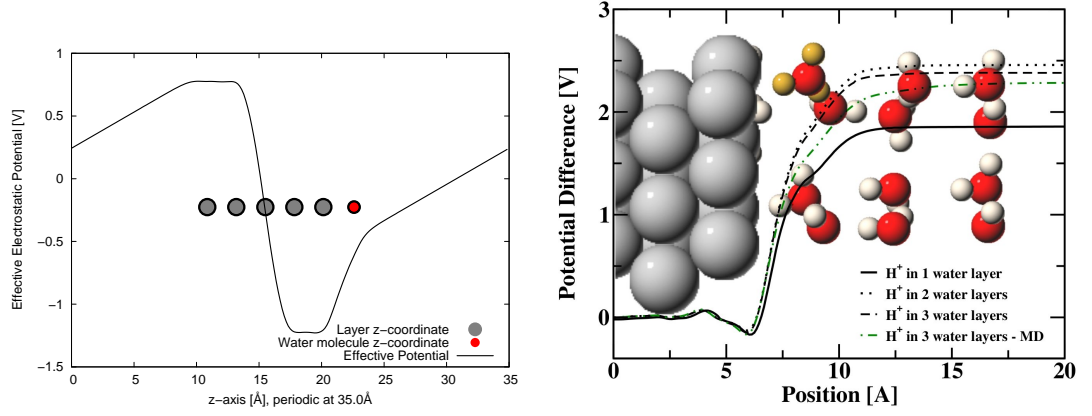 1
0.5
0
−0.5
−1
−1.5
0
5
10
15
20
25
30
35
Effective Electrostatic Potential [V]
z−axis [Å], periodic at 35.0Å
Layer z−coordinate
Water molecule z−coordinate
Effective Potential
3
2
1
0
Potential Difference [V]
0
5
10
15
20
Position [A]
H+ in 1 water layer
H+ in 2 water layers
H+ in 3 water layers
H+ in 3 water layers - MD